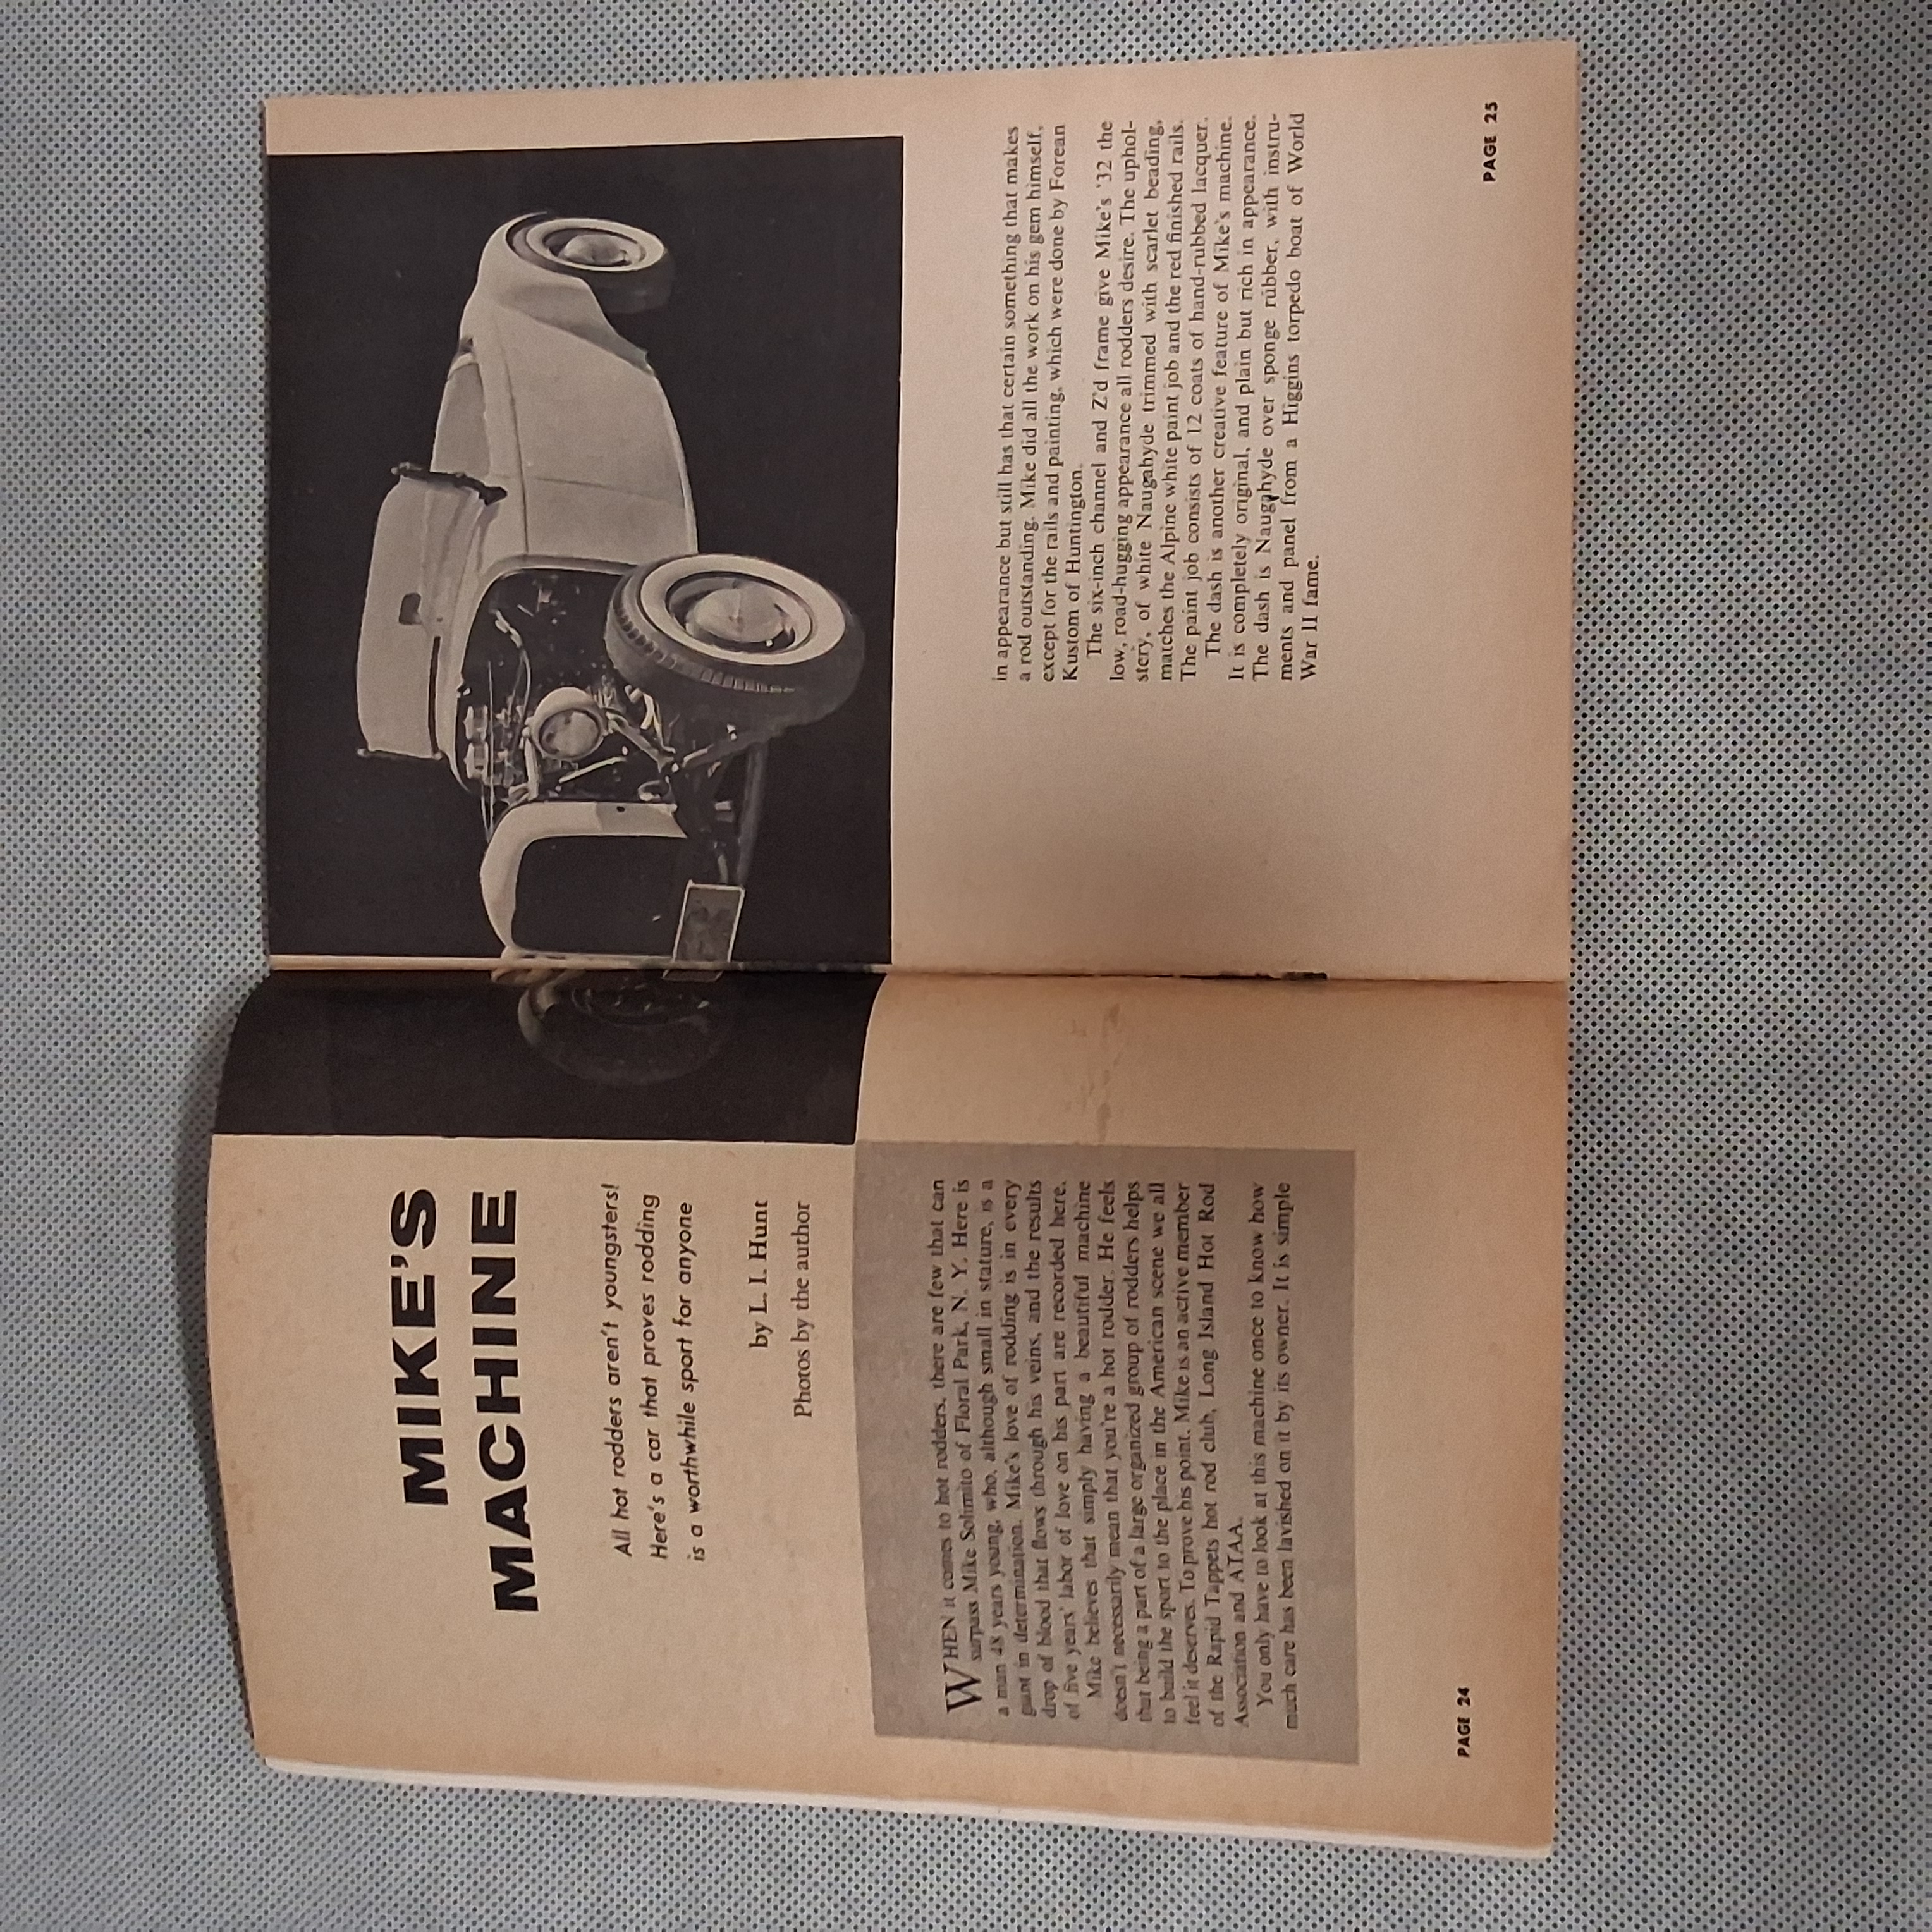 MIKE'S
MACHINE
All hot rodders aren't youngsters!
Here's a car that proves rodding
is a worthwhile sport for anyone
by L. I. Hunt
Photos by the author
WHEN it comes to hot rodders, there are few that can
surpass Mike Solmito of Floral Park, N. Y. Here is
a man 48 years young, who, although small in stature, is a
giant in determination. Mike's love of rodding is in every
drop of blood that flows through his veins, and the results
of five years' labor of love on his part are recorded here.
Mike believes that simply having a beautiful machine
doesn't necessarily mean that you're a hot rodder. He feels
that being a part of a large organized group of rodders helps
to build the sport to the place in the American scene we all
feel it deserves. To prove his point, Mike is an active member
of the Rapid Tappets hot rod club, Long Island Hot Rod
Association and ATAA.
You only have to look at this machine once to know how
much care has been lavished on it by its owner. It is simple
PAGE 24
in appearance but still has that certain something that makes
a rod outstanding. Mike did all the work on his gem himself,
except for the rails and painting, which were done by Forean
Kustom of Huntington.
The six-inch channel and Z'd frame give Mike's '32 the
low, road-hugging appearance all rodders desire. The uphol-
stery, of white Naugahyde trimmed with scarlet beading,
matches the Alpine white paint job and the red finished rails.
The paint job consists of 12 coats of hand-rubbed lacquer.
The dash is another creative feature of Mike's machine.
It is completely original, and plain but rich in appearance.
The dash is Naugahyde over sponge rubber, with instru-
ments and panel from a Higgins torpedo boat of World
War II fame.
PAGE 25